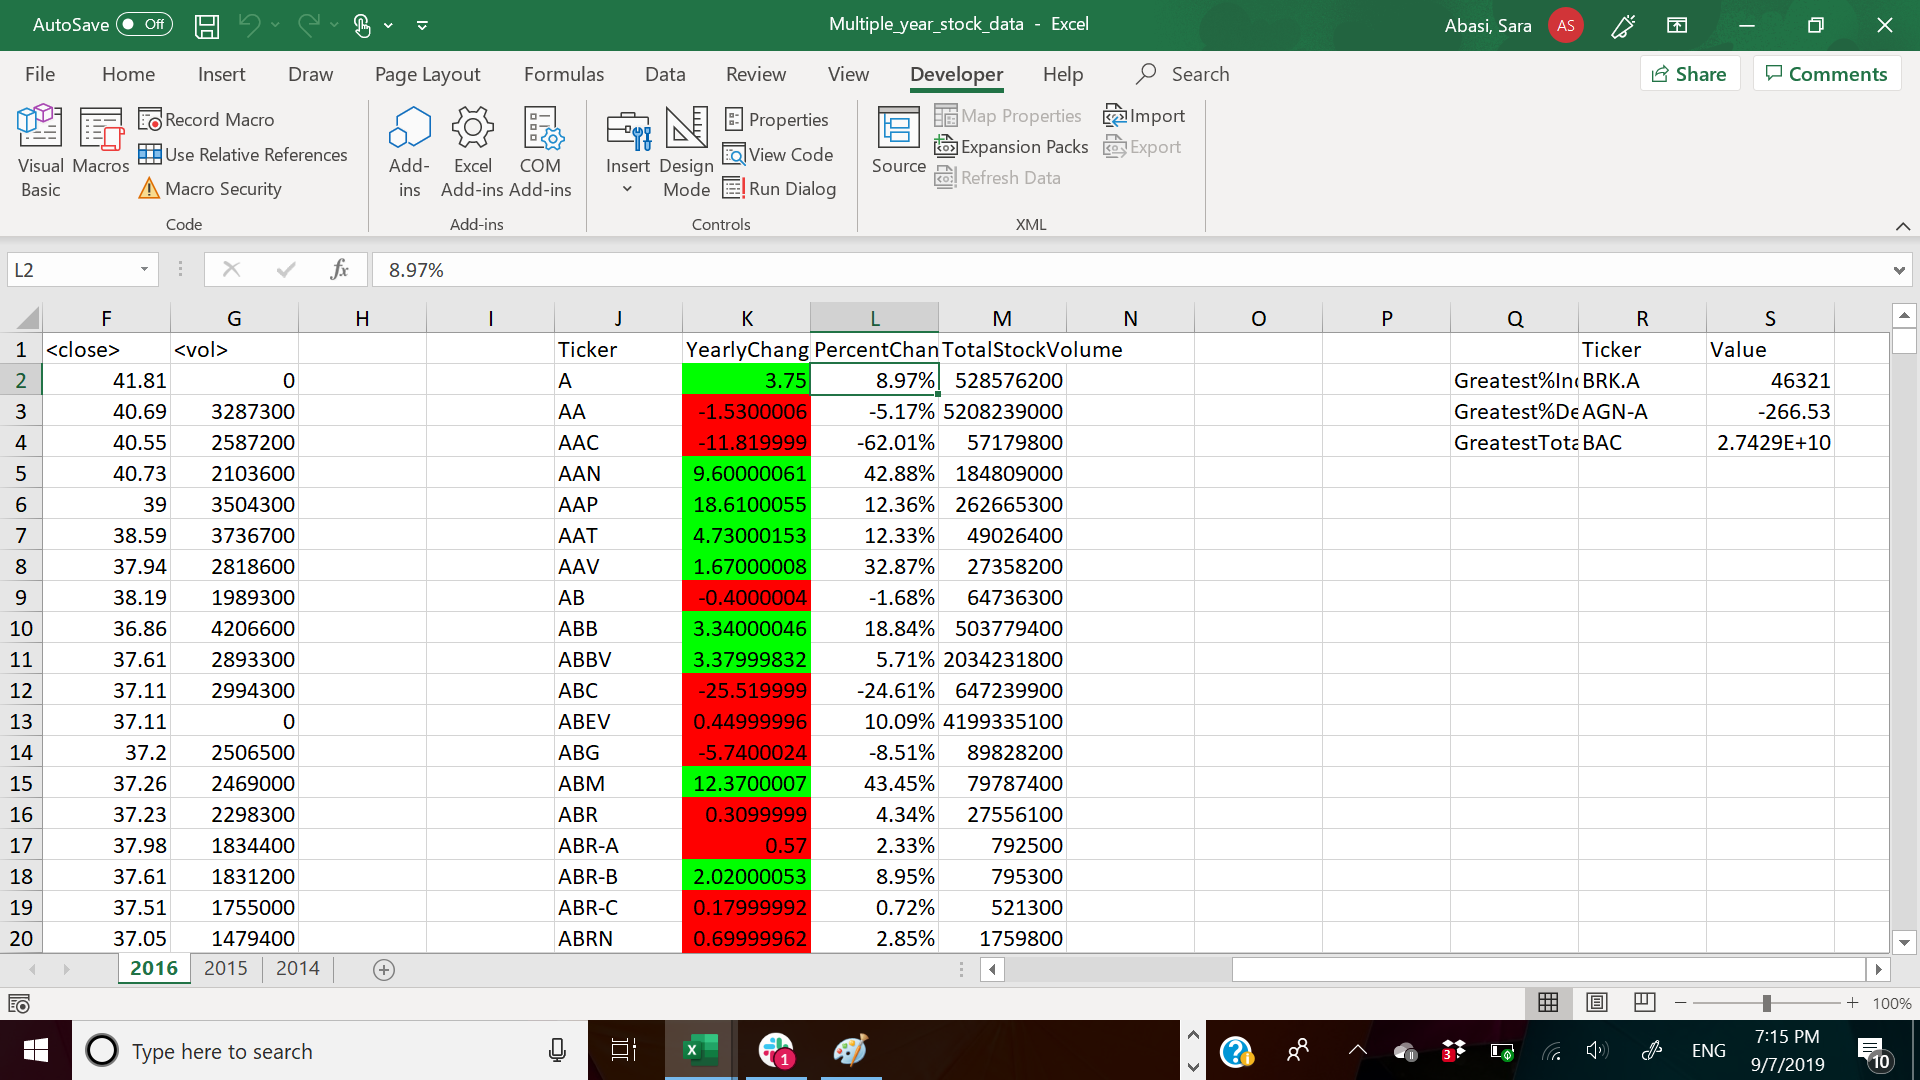 AutoSave Off
Multiple_year_stock_data - Excel
Abasi, Sara AS
File Home Insert Draw Page Layout Formulas Data Review View Developer Help Search Share Comments
Visual Basic
Macros
Record Macro
Use Relative References
Macro Security
Code
Add-ins
Excel Add-ins
COM Add-ins
Add-ins
Insert
Design Mode
Properties
View Code
Run Dialog
Controls
Source
Map Properties
Expansion Packs
Refresh Data
Import
Export
XML
L2 fx 8.97%
F G H I J K L M N O P Q R S
1 <close> <vol> Ticker YearlyChang PercentChan TotalStockVolume Ticker Value
2 41.81 0 A 3.75 8.97% 528576200 Greatest%Inc BRK.A 46321
3 40.69 3287300 AA -1.5300006 -5.17% 5208239000 Greatest%De AGN-A -266.53
4 40.55 2587200 AAC -11.819999 -62.01% 57179800 GreatestTota BAC 2.7429E+10
5 40.73 2103600 AAN 9.60000061 42.88% 184809000
6 39 3504300 AAP 18.6100055 12.36% 262665300
7 38.59 3736700 AAT 4.73000153 12.33% 49026400
8 37.94 2818600 AAV 1.67000008 32.87% 27358200
9 38.19 1989300 AB -0.4000004 -1.68% 64736300
10 36.86 4206600 ABB 3.34000046 18.84% 503779400
11 37.61 2893300 ABBV 3.37999832 5.71% 2034231800
12 37.11 2994300 ABC -25.519999 -24.61% 647239900
13 37.11 0 ABEV 0.44999996 10.09% 4199335100
14 37.2 2506500 ABG -5.7400024 -8.51% 89828200
15 37.26 2469000 ABM 12.3700007 43.45% 79787400
16 37.23 2298300 ABR 0.3099999 4.34% 27556100
17 37.98 1834400 ABR-A 0.57 2.33% 792500
18 37.61 1831200 ABR-B 2.02000053 8.95% 795300
19 37.51 1755000 ABR-C 0.17999992 0.72% 521300
20 37.05 1479400 ABRN 0.69999962 2.85% 1759800
2016 2015 2014
100%
Type here to search
1
3
ENG
7:15 PM
9/7/2019
10